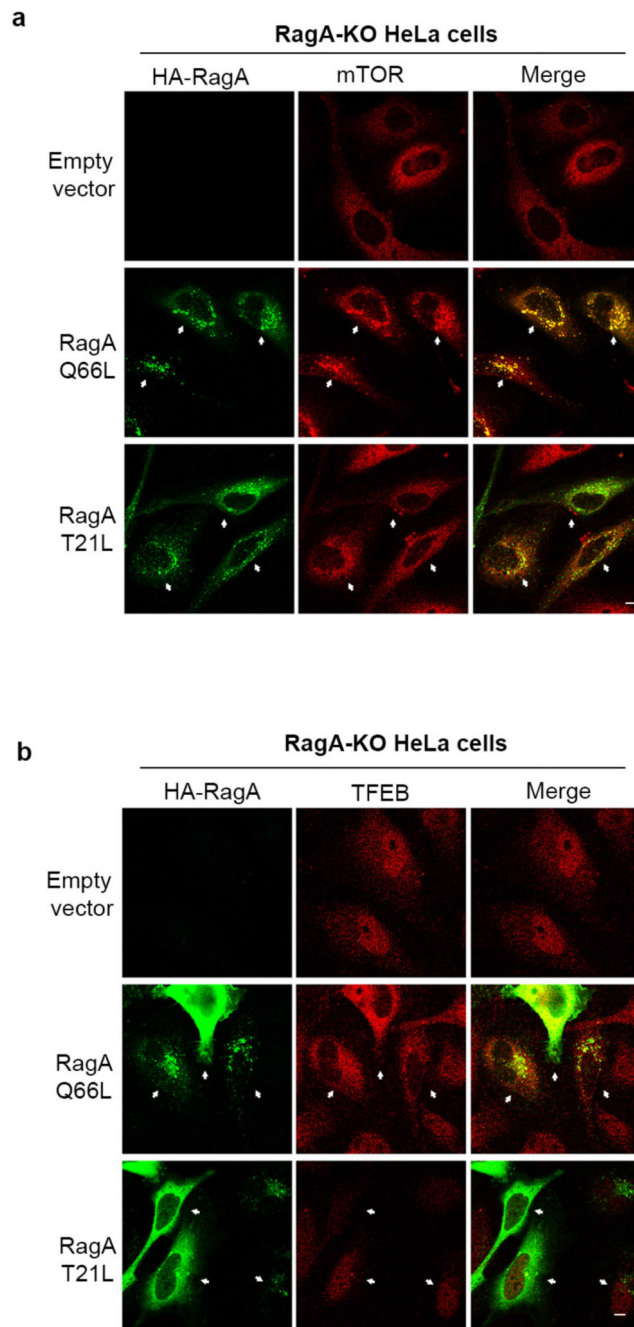 a
RagA-KO HeLa cells
HA-RagA mTOR Merge
Empty
vector
RagA
Q66L
RagA
T21L
b
RagA-KO HeLa cells
HA-RagA TFEB Merge
Empty
vector
RagA
Q66L
RagA
T21L